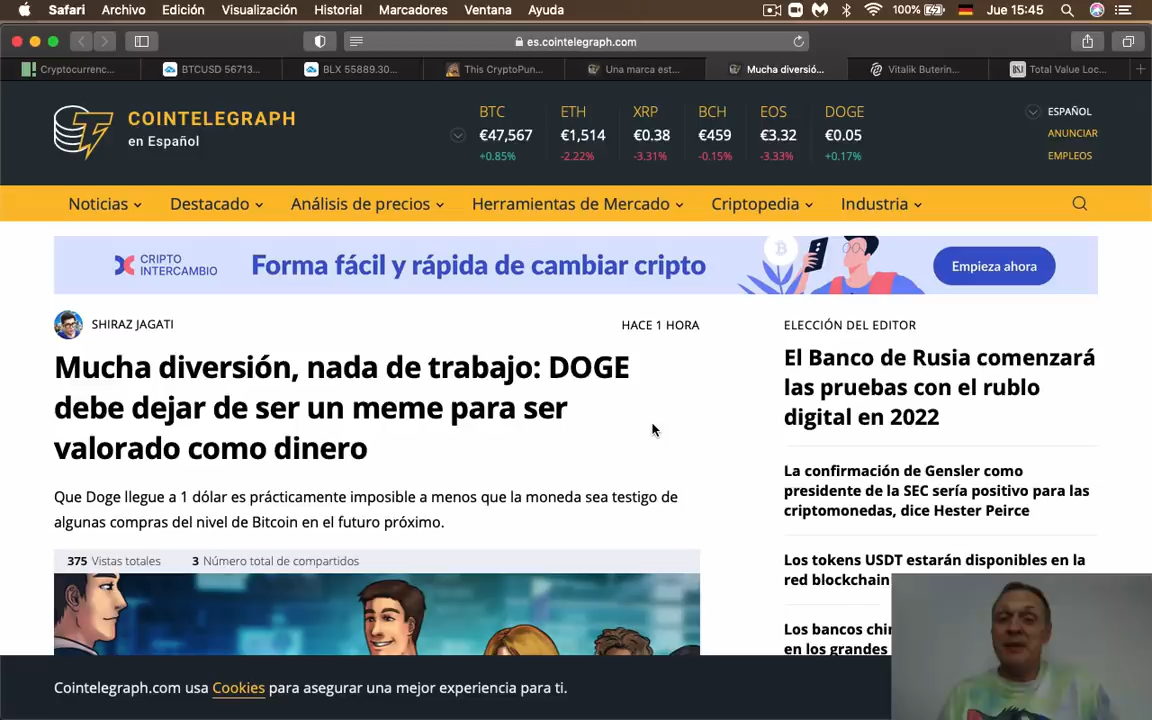 Safari Archivo Edición Visualización Historial Marcadores Ventana Ayuda 100% Jue 15:45
es.cointelegraph.com
Cryptocurrenc... BTCUSD 56713... BLX 55889.30... This CryptoPun... Una marca est... Mucha diversió... Vitalik Buterin... Total Value Loc...
COINTELEGRAPH
en Español
BTC ETH XRP BCH EOS DOGE
€47,567 €1,514 €0.38 €459 €3.32 €0.05
+0.85% -2.22% -3.31% -0.15% -3.33% +0.17%
ESPAÑOL
ANUNCIAR
EMPLEOS
Noticias Destacado Análisis de precios Herramientas de Mercado Criptopedia Industria
CRIPTO
INTERCAMBIO
Forma fácil y rápida de cambiar cripto
Empieza ahora
SHIRAZ JAGATI
HACE 1 HORA
Mucha diversión, nada de trabajo: DOGE
debe dejar de ser un meme para ser
valorado como dinero
Que Doge llegue a 1 dólar es prácticamente imposible a menos que la moneda sea testigo de
algunas compras del nivel de Bitcoin en el futuro próximo.
375 Vistas totales 3 Número total de compartidos
ELECCIÓN DEL EDITOR
El Banco de Rusia comenzará
las pruebas con el rublo
digital en 2022
La confirmación de Gensler como
presidente de la SEC sería positivo para las
criptomonedas, dice Hester Peirce
Los tokens USDT estarán disponibles en la
red blockchain
Los bancos chin
en los grandes
Cointelegraph.com usa Cookies para asegurar una mejor experiencia para ti.